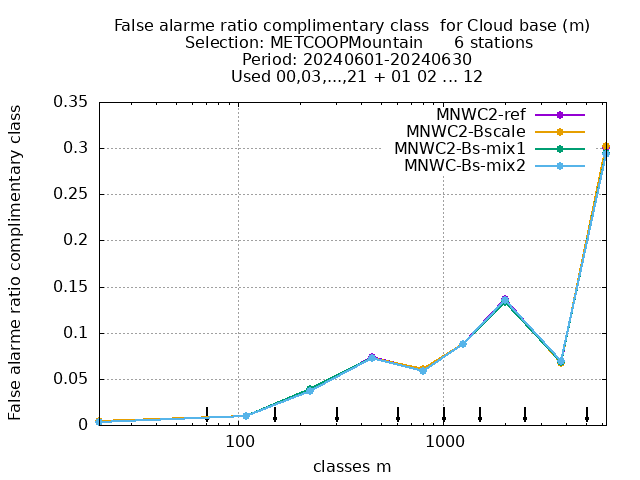 False alarme ratio complimentary class  for Cloud base (m)
Selection: METCOOPMountain      6 stations
Period: 20240601-20240630
Used 00,03,...,21 + 01 02 ... 12
False alarme ratio complimentary class
0.35
0.3
0.25
0.2
0.15
0.1
0.05
0
MNWC2-ref
MNWC2-Bscale
MNWC2-Bs-mix1
MNWC-Bs-mix2
100
1000
classes m